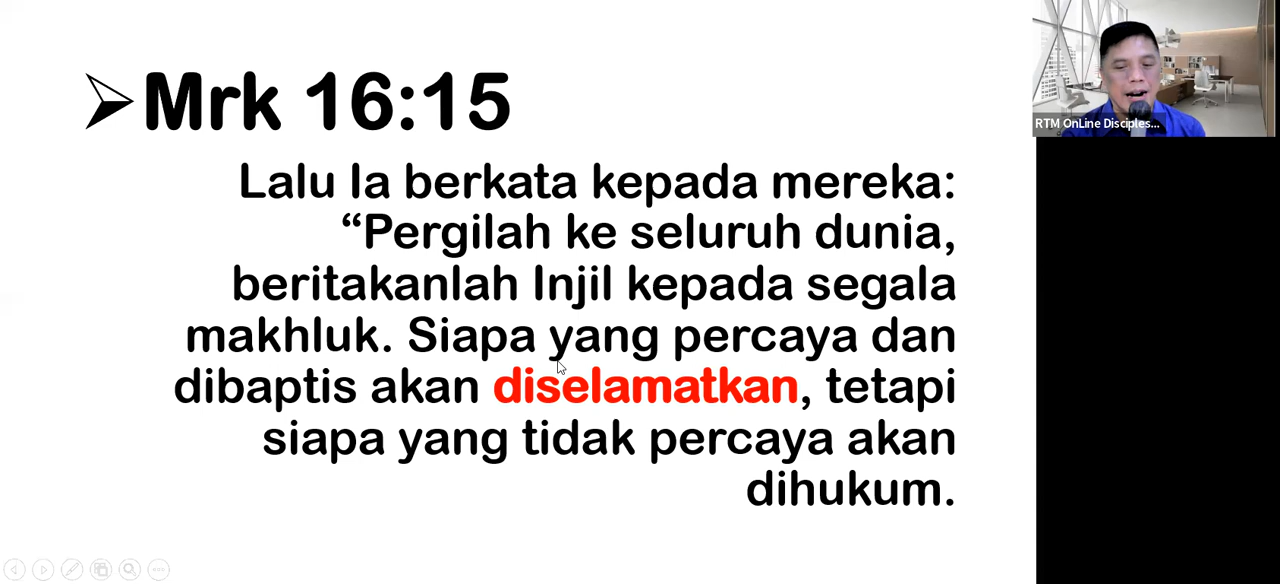 Mrk 16:15
Lalu Ia berkata kepada mereka:
“Pergilah ke seluruh dunia,
beritakanlah Injil kepada segala
makhluk. Siapa yang percaya dan
dibaptis akan diselamatkan, tetapi
siapa yang tidak percaya akan
dihukum.
RTM OnLine Disciples...